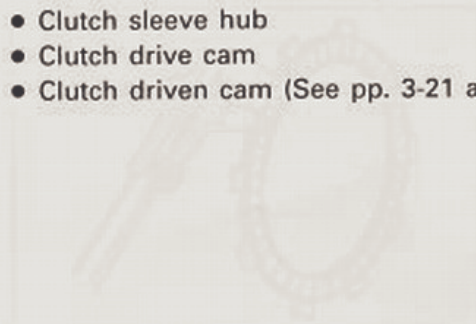 • Clutch sleeve hub
• Clutch drive cam
• Clutch driven cam (See pp. 3-21 a